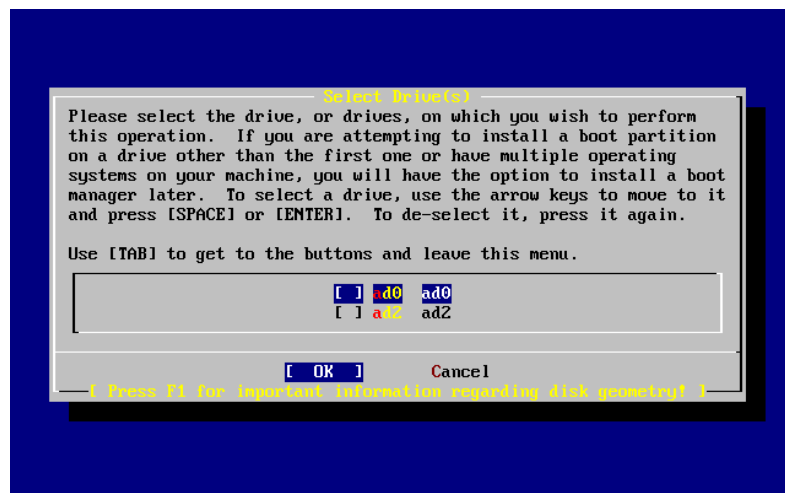 Select Drive(s)
Please select the drive, or drives, on which you wish to perform
this operation.  If you are attempting to install a boot partition
on a drive other than the first one or have multiple operating
systems on your machine, you will have the option to install a boot
manager later.  To select a drive, use the arrow keys to move to it
and press [SPACE] or [ENTER].  To de-select it, press it again.
Use [TAB] to get to the buttons and leave this menu.
[ ] ad0 ad0
[ ] ad2 ad2
[ OK ] Cancel
[ Press F1 for important information regarding disk geometry! ]